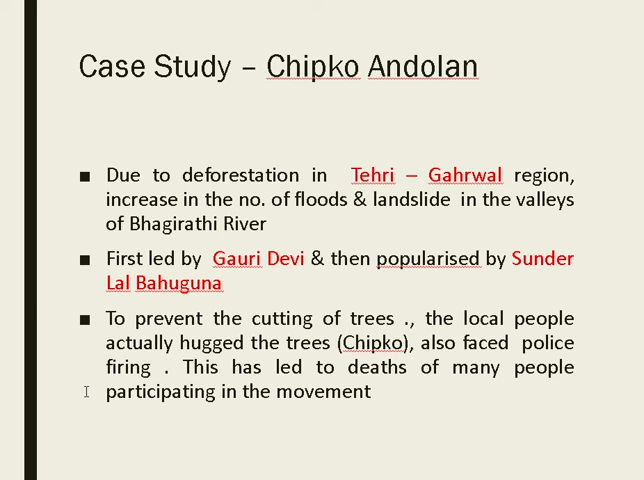 Case Study – Chipko Andolan
■ Due to deforestation in Tehri – Gahrwal region,
increase in the no. of floods & landslide in the valleys
of Bhagirathi River
■ First led by Gauri Devi & then popularised by Sunder
Lal Bahuguna
■ To prevent the cutting of trees ., the local people
actually hugged the trees (Chipko), also faced police
firing . This has led to deaths of many people
participating in the movement